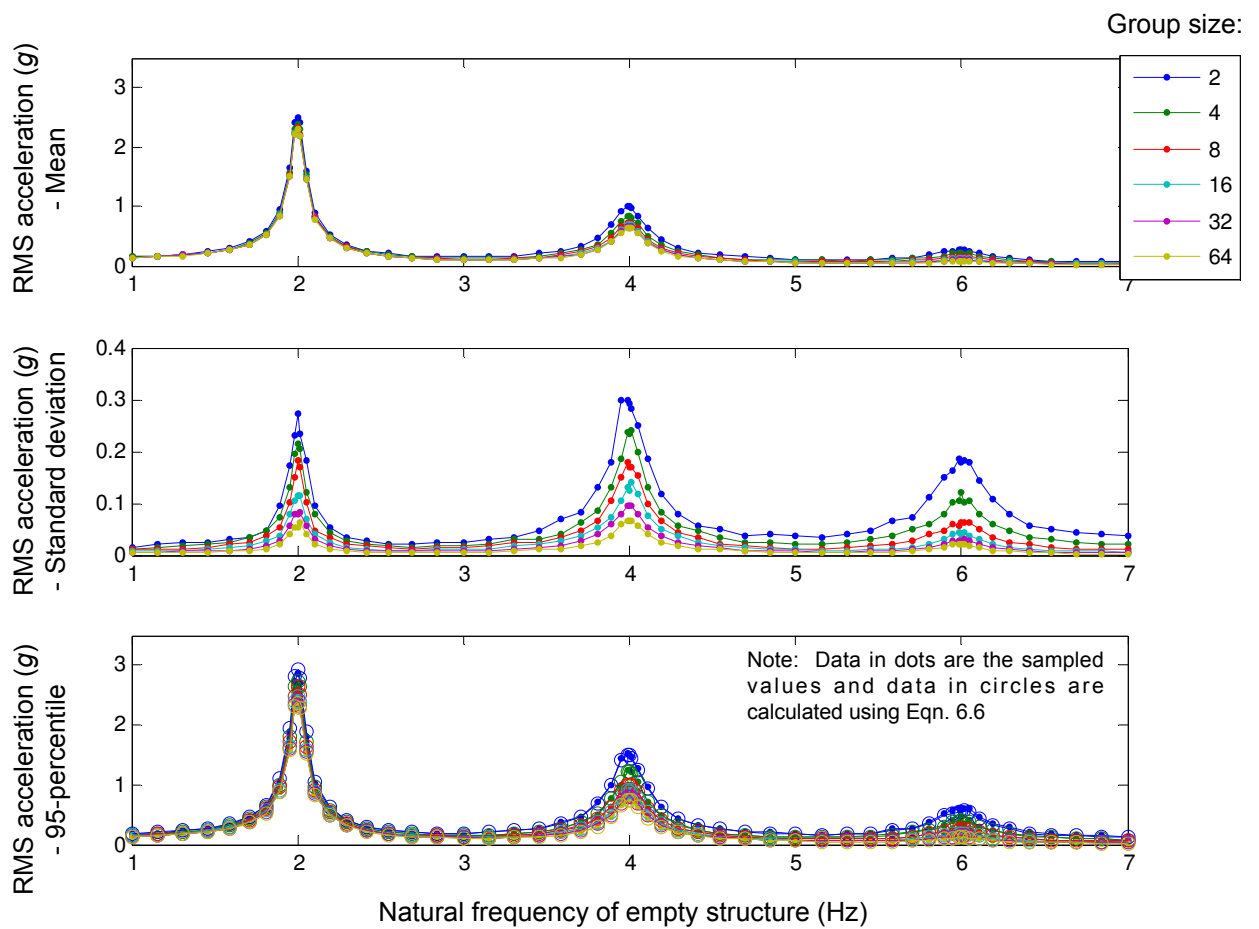 Group size:
2
4
8
16
32
64
RMS acceleration (g)
- Mean
3
2
1
0
1 2 3 4 5 6 7
RMS acceleration (g)
- Standard deviation
0.4
0.3
0.2
0.1
0
1 2 3 4 5 6 7
RMS acceleration (g)
- 95-percentile
3
2
1
0
Note: Data in dots are the sampled
values and data in circles are
calculated using Eqn. 6.6
1 2 3 4 5 6 7
Natural frequency of empty structure (Hz)